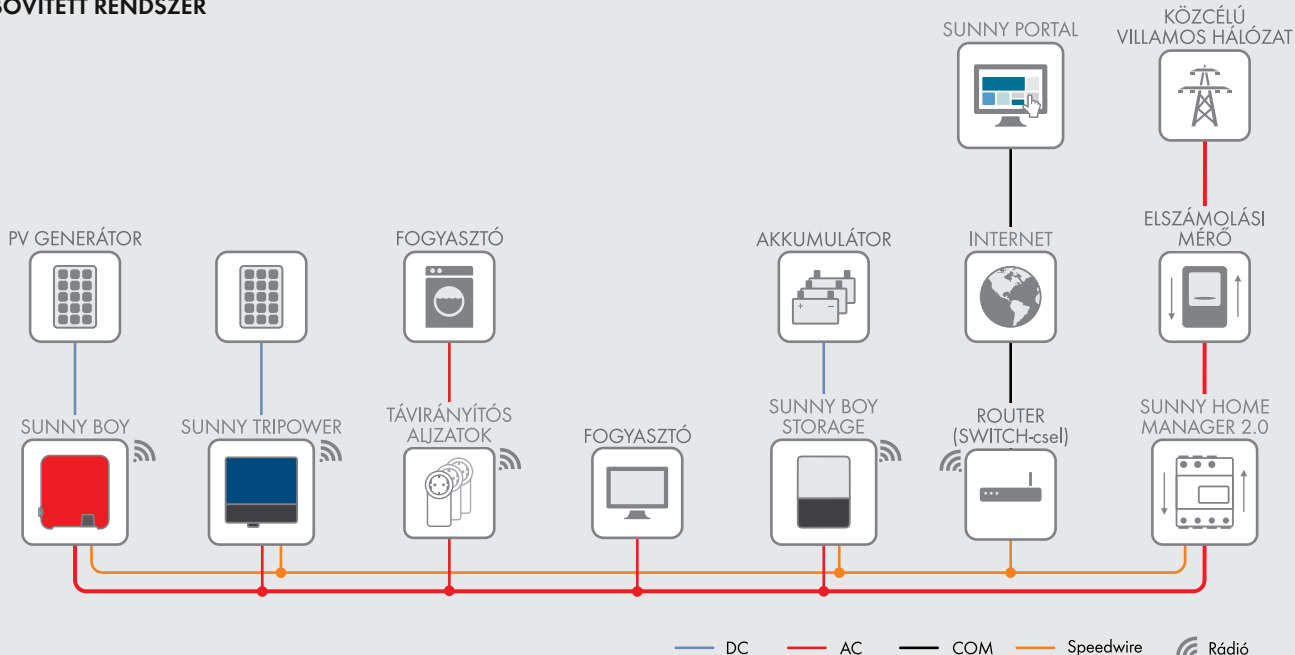 BŐVÍTETT RENDSZER
SUNNY PORTAL
KÖZCÉLÚ
VILLAMOS HÁLÓZAT
PV GENERÁTOR
FOGYASZTÓ
AKKUMULÁTOR
INTERNET
ELSZÁMOLÁSI
MÉRŐ
SUNNY BOY
SUNNY TRIPOWER
TÁVIRÁNYÍTÓS
ALJZATOK
FOGYASZTÓ
SUNNY BOY
STORAGE
ROUTER
(SWITCH-csel)
SUNNY HOME
MANAGER 2.0
DC
AC
COM
Speedwire
Rádió